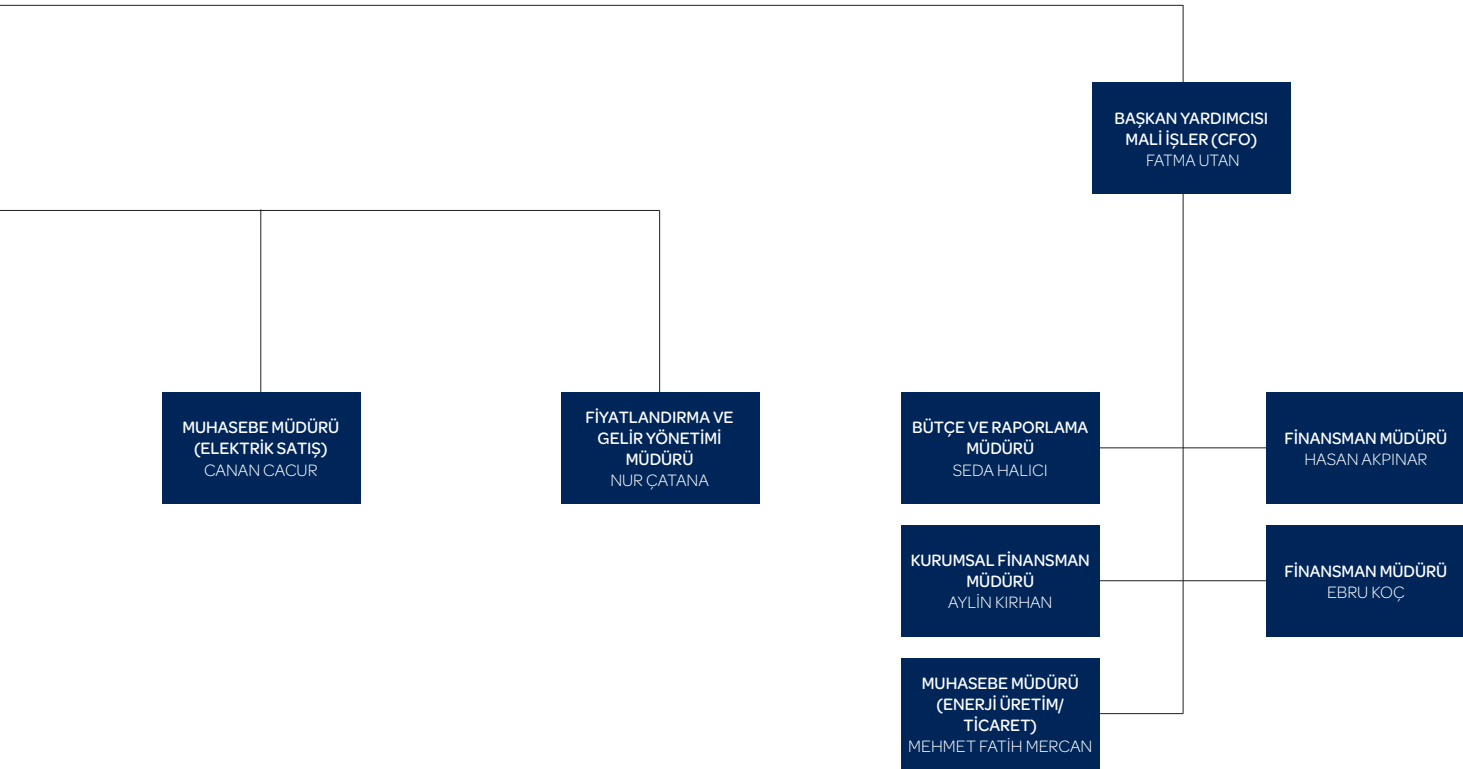 BAŞKAN YARDIMCISI
MALİ İŞLER (CFO)
FATMA UTAN
MUHASEBE MÜDÜRÜ
(ELEKTRİK SATIŞ)
CANAN CACUR
FİYATLANDIRMA VE
GELİR YÖNETİMİ
MÜDÜRÜ
NUR ÇATANA
BÜTÇE VE RAPORLAMA
MÜDÜRÜ
SEDA HALICI
FİNANSMAN MÜDÜRÜ
HASAN AKPINAR
KURUMSAL FİNANSMAN
MÜDÜRÜ
AYLİN KIRHAN
FİNANSMAN MÜDÜRÜ
EBRU KOÇ
MUHASEBE MÜDÜRÜ
(ENERJİ ÜRETİM/
TİCARET)
MEHMET FATİH MERCAN